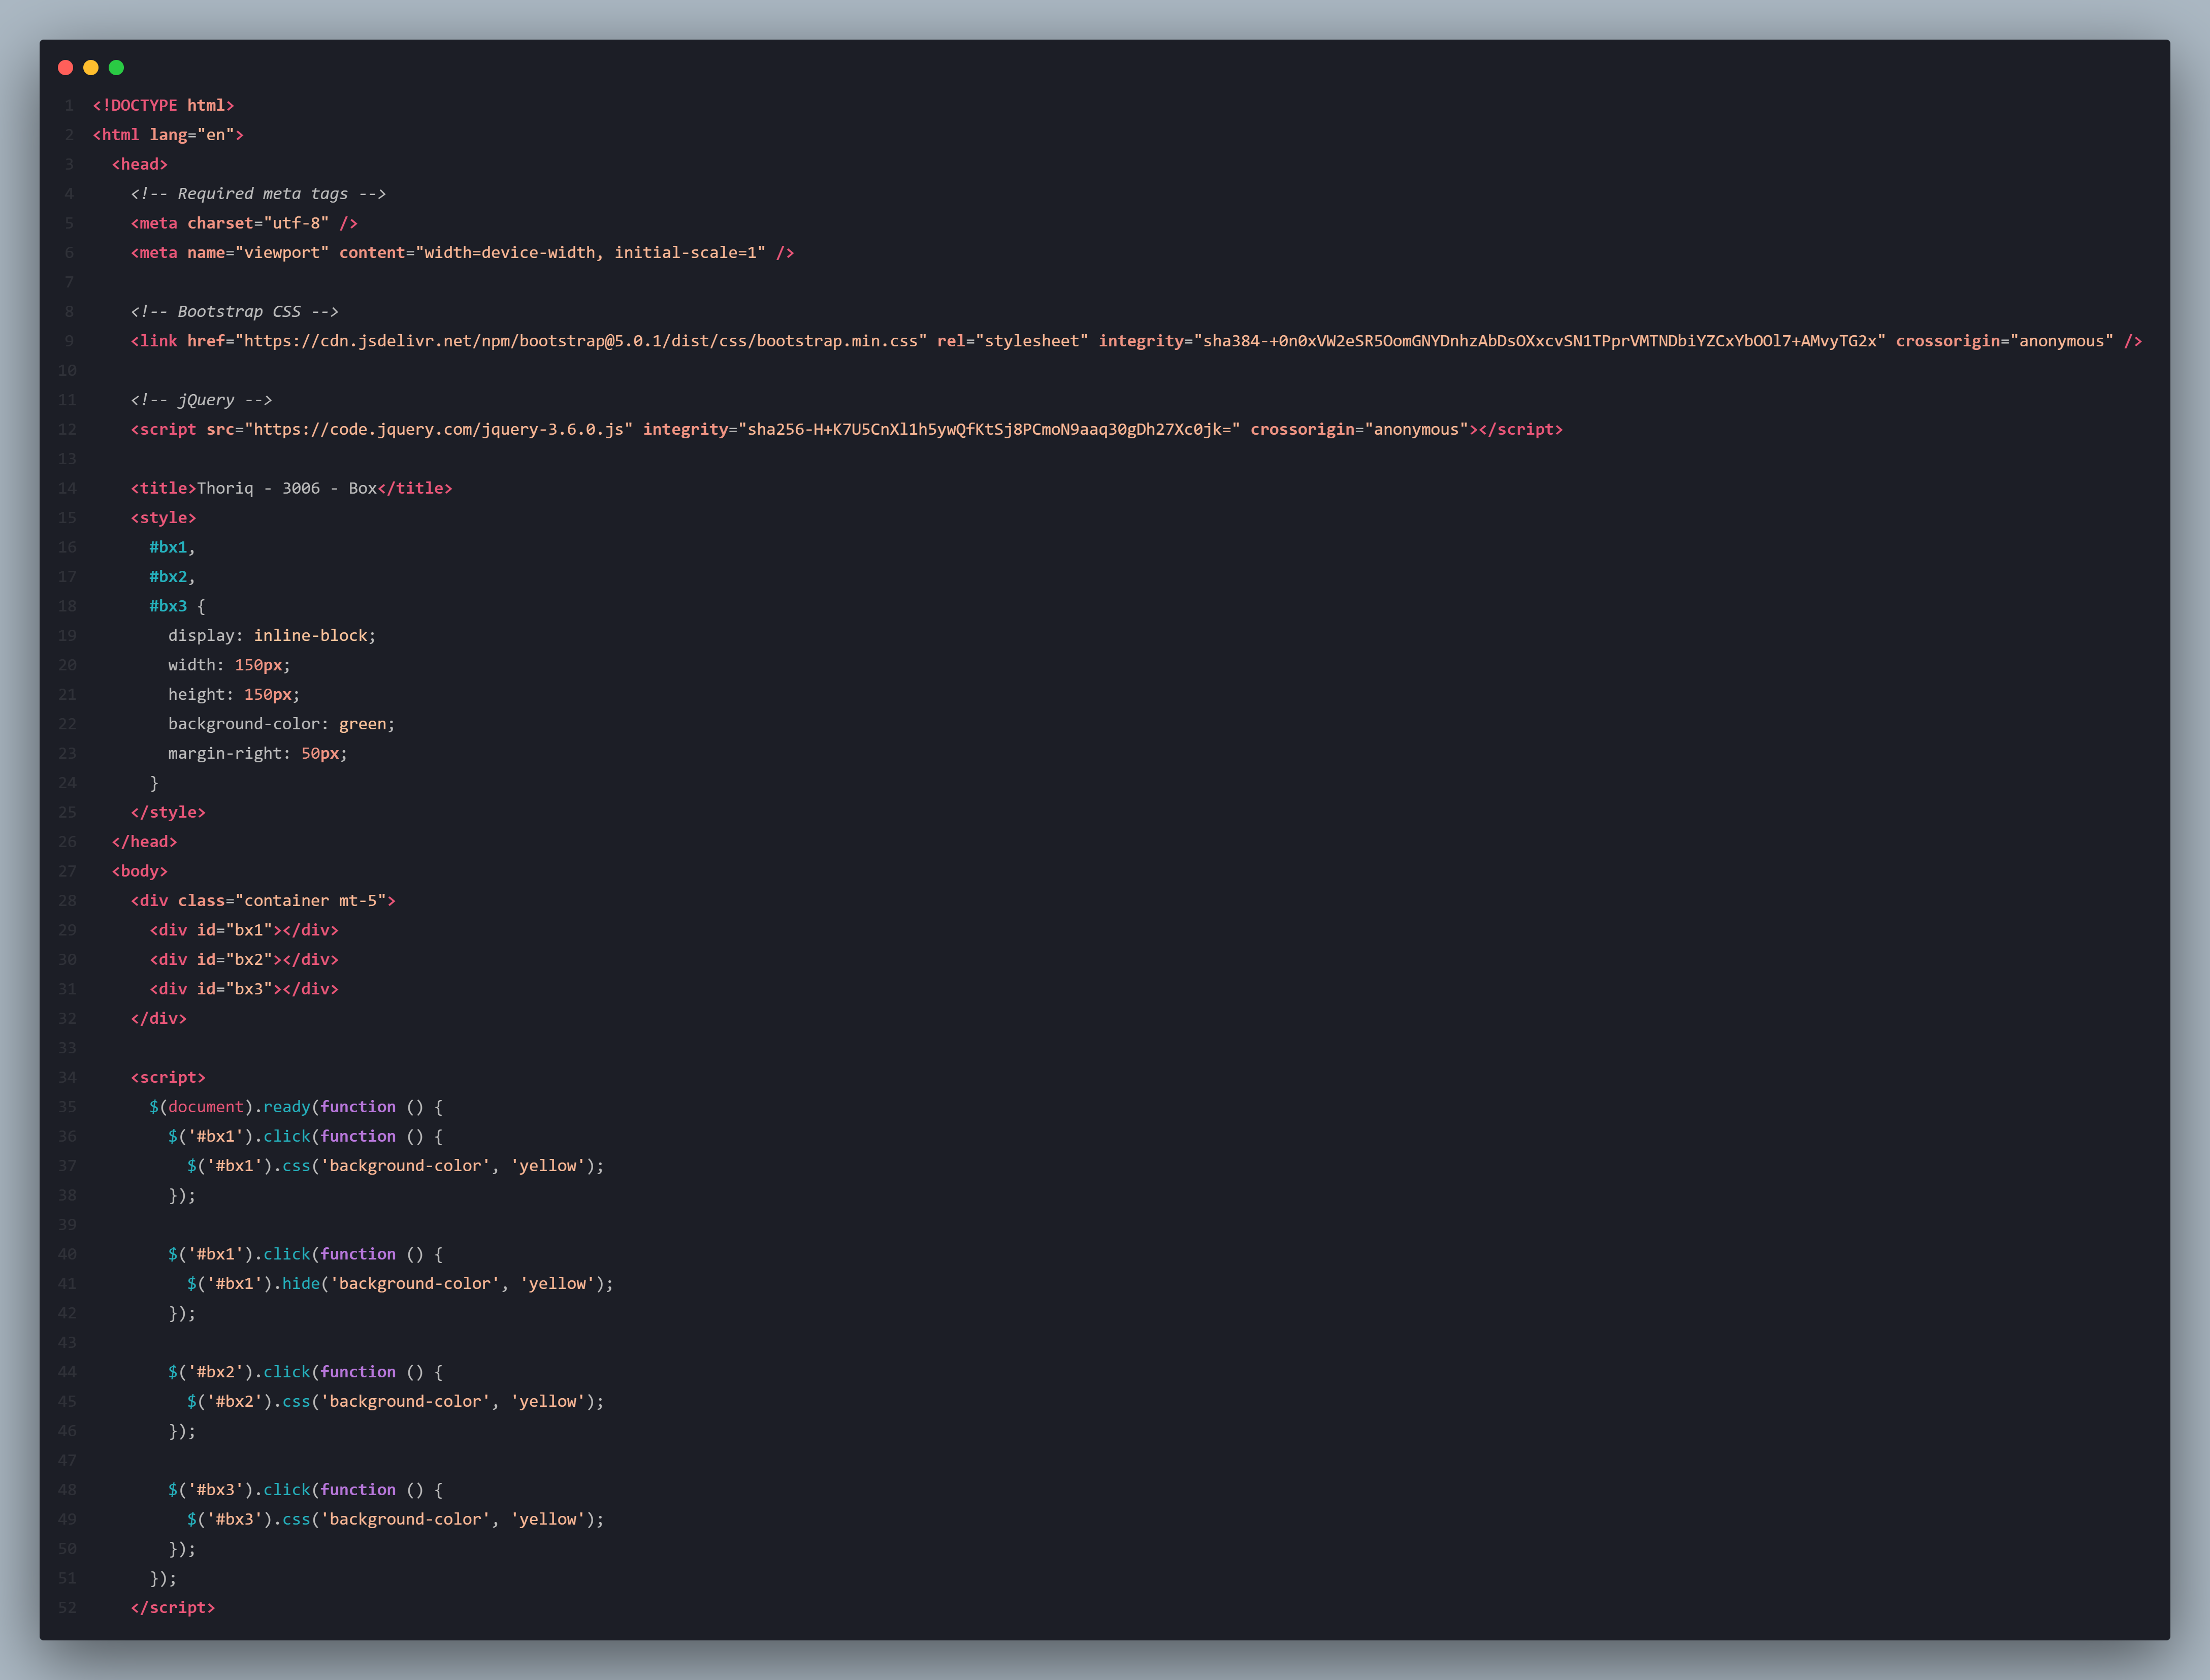 1 <!DOCTYPE html>
2 <html lang="en">
3   <head>
4     <!-- Required meta tags -->
5     <meta charset="utf-8" />
6     <meta name="viewport" content="width=device-width, initial-scale=1" />
7
8     <!-- Bootstrap CSS -->
9     <link href="https://cdn.jsdelivr.net/npm/bootstrap@5.0.1/dist/css/bootstrap.min.css" rel="stylesheet" integrity="sha384-+0n0xVW2eSR5OomGNYDnhzAbDsOXxcvSN1TPprVMTNDbiYZCxYbOOl7+AMvyTG2x" crossorigin="anonymous" />
10
11     <!-- jQuery -->
12     <script src="https://code.jquery.com/jquery-3.6.0.js" integrity="sha256-H+K7U5CnXl1h5ywQfKtSj8PCmoN9aaq30gDh27Xc0jk=" crossorigin="anonymous"></script>
13
14     <title>Thoriq - 3006 - Box</title>
15     <style>
16       #bx1,
17       #bx2,
18       #bx3 {
19         display: inline-block;
20         width: 150px;
21         height: 150px;
22         background-color: green;
23         margin-right: 50px;
24       }
25     </style>
26   </head>
27   <body>
28     <div class="container mt-5">
29       <div id="bx1"></div>
30       <div id="bx2"></div>
31       <div id="bx3"></div>
32     </div>
33
34     <script>
35       $(document).ready(function () {
36         $('#bx1').click(function () {
37           $('#bx1').css('background-color', 'yellow');
38         });
39
40         $('#bx1').click(function () {
41           $('#bx1').hide('background-color', 'yellow');
42         });
43
44         $('#bx2').click(function () {
45           $('#bx2').css('background-color', 'yellow');
46         });
47
48         $('#bx3').click(function () {
49           $('#bx3').css('background-color', 'yellow');
50         });
51       });
52     </script>